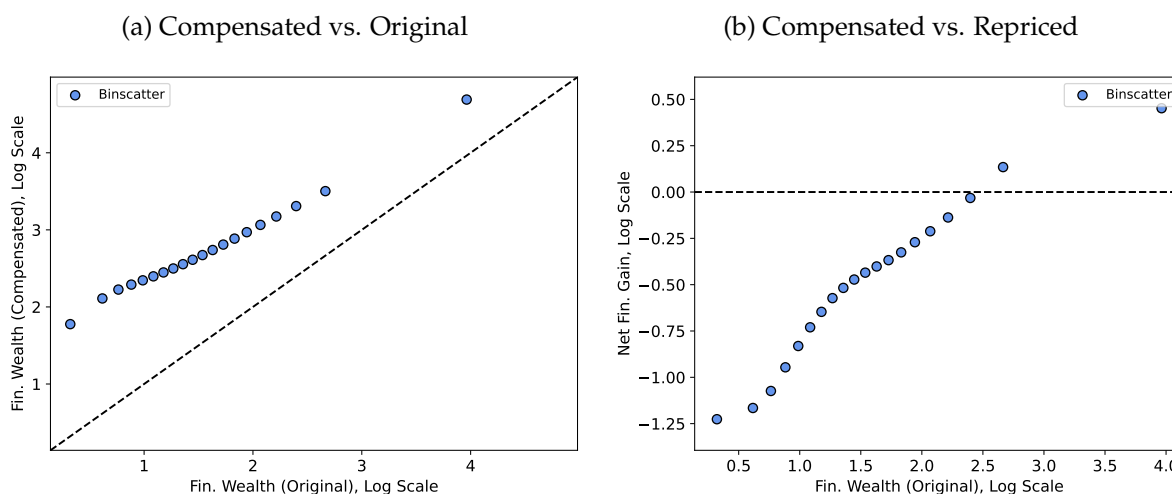 (a) Compensated vs. Original
Binscatter
Fin. Wealth (Compensated), Log Scale
4
3
2
1
1 2 3 4
Fin. Wealth (Original), Log Scale
(b) Compensated vs. Repriced
Binscatter
Net Fin. Gain, Log Scale
0.50
0.25
0.00
−0.25
−0.50
−0.75
−1.00
−1.25
0.5 1.0 1.5 2.0 2.5 3.0 3.5 4.0
Fin. Wealth (Original), Log Scale